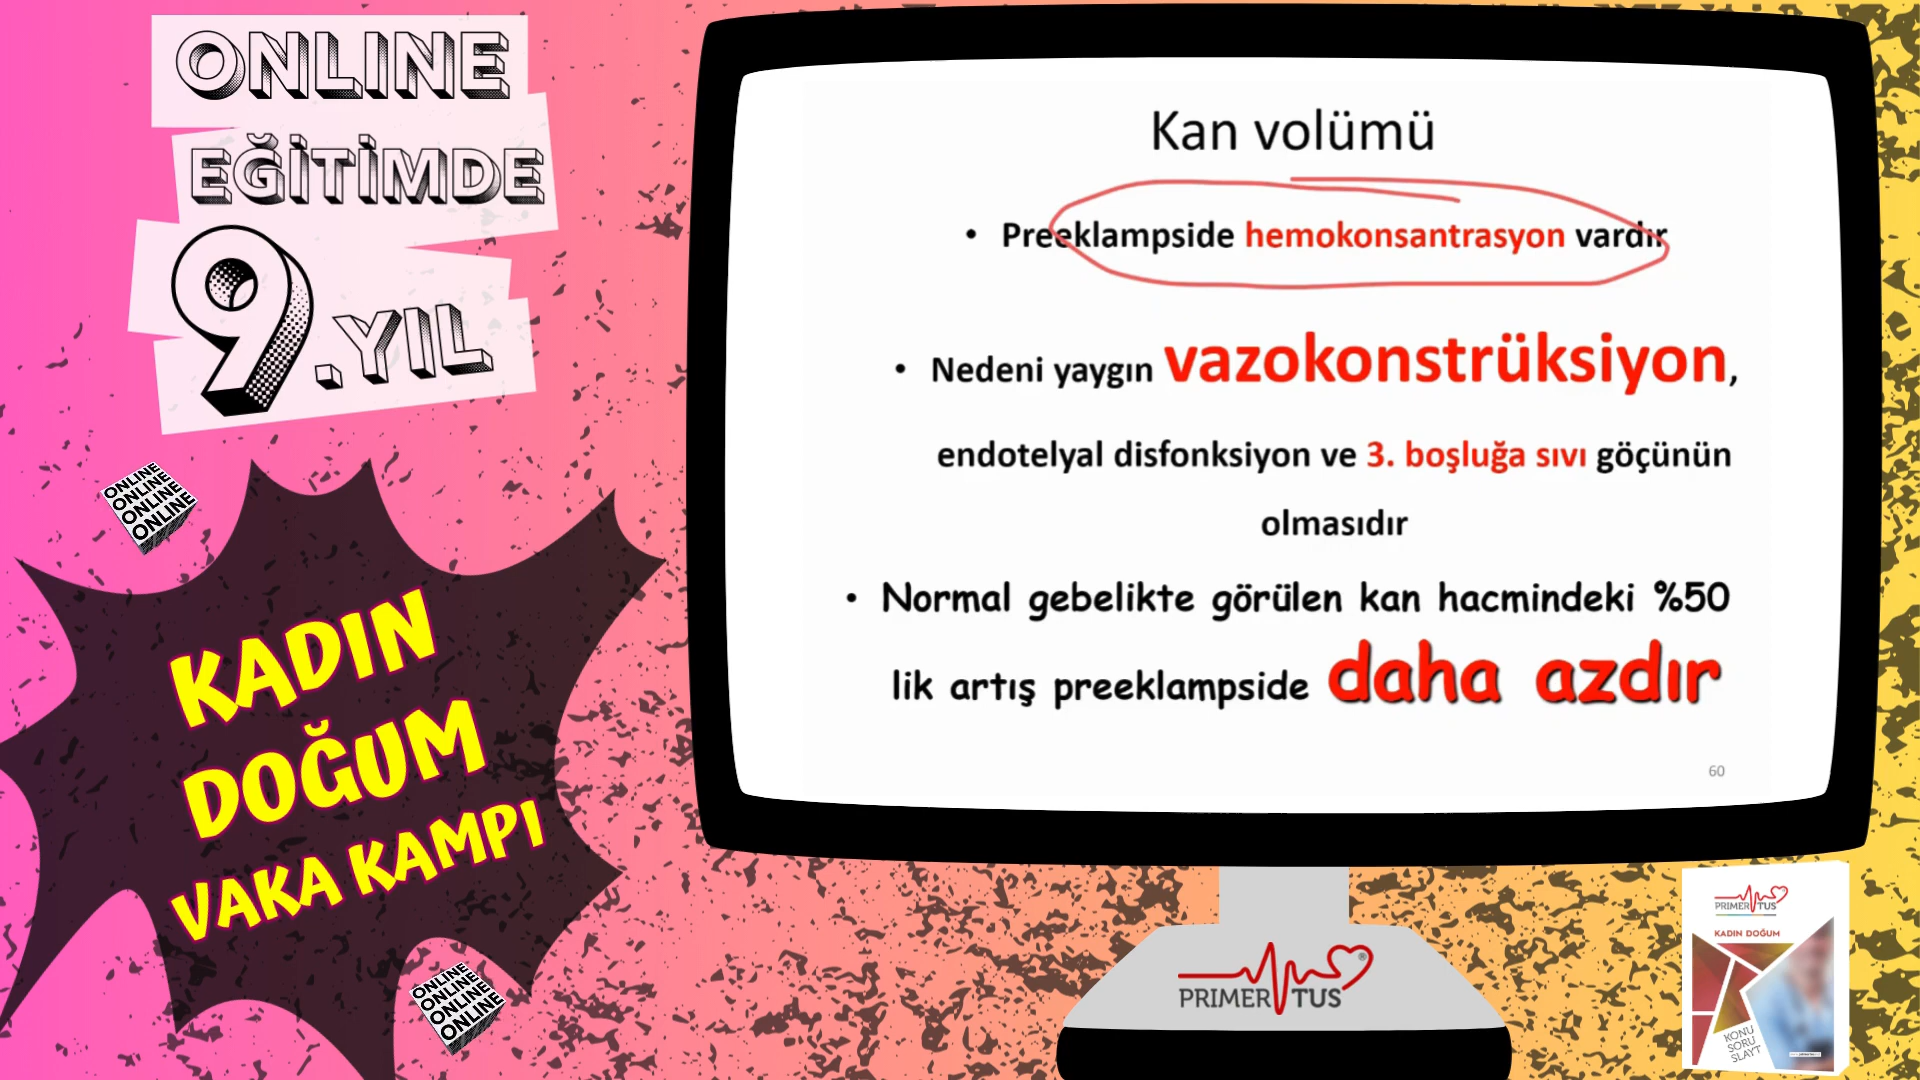 ONLINE
EĞİTİMDE
9.YIL
ONLINE
ONLINE
ONLINE
ONLINE
KADIN
DOĞUM
VAKA KAMPI
ONLINE
ONLINE
ONLINE
ONLINE
Kan volümü
• Preeklampside hemokonsantrasyon vardır
• Nedeni yaygın vazokonstrüksiyon,
endotelyal disfonksiyon ve 3. boşluğa sıvı göçünün
olmasıdır
• Normal gebelikte görülen kan hacmindeki %50
lik artış preeklampside daha azdır
60
PRIMER TUS®
PRIMER TUS
KADIN DOĞUM
KONU
SORU
SLAYT